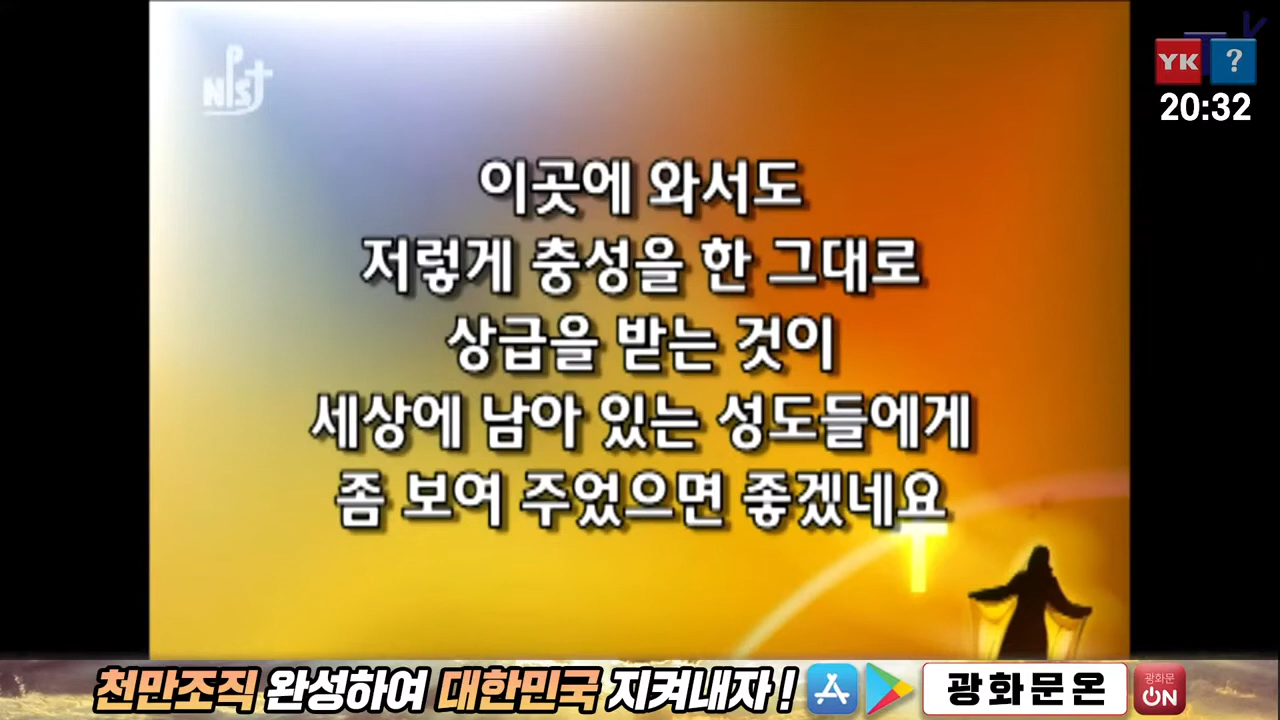 NPST
YK ?
20:32
이곳에 와서도
저렇게 충성을 한 그대로
상급을 받는 것이
세상에 남아 있는 성도들에게
좀 보여 주었으면 좋겠네요
천만조직 완성하여 대한민국 지켜내자! 광화문온 광화문 ON